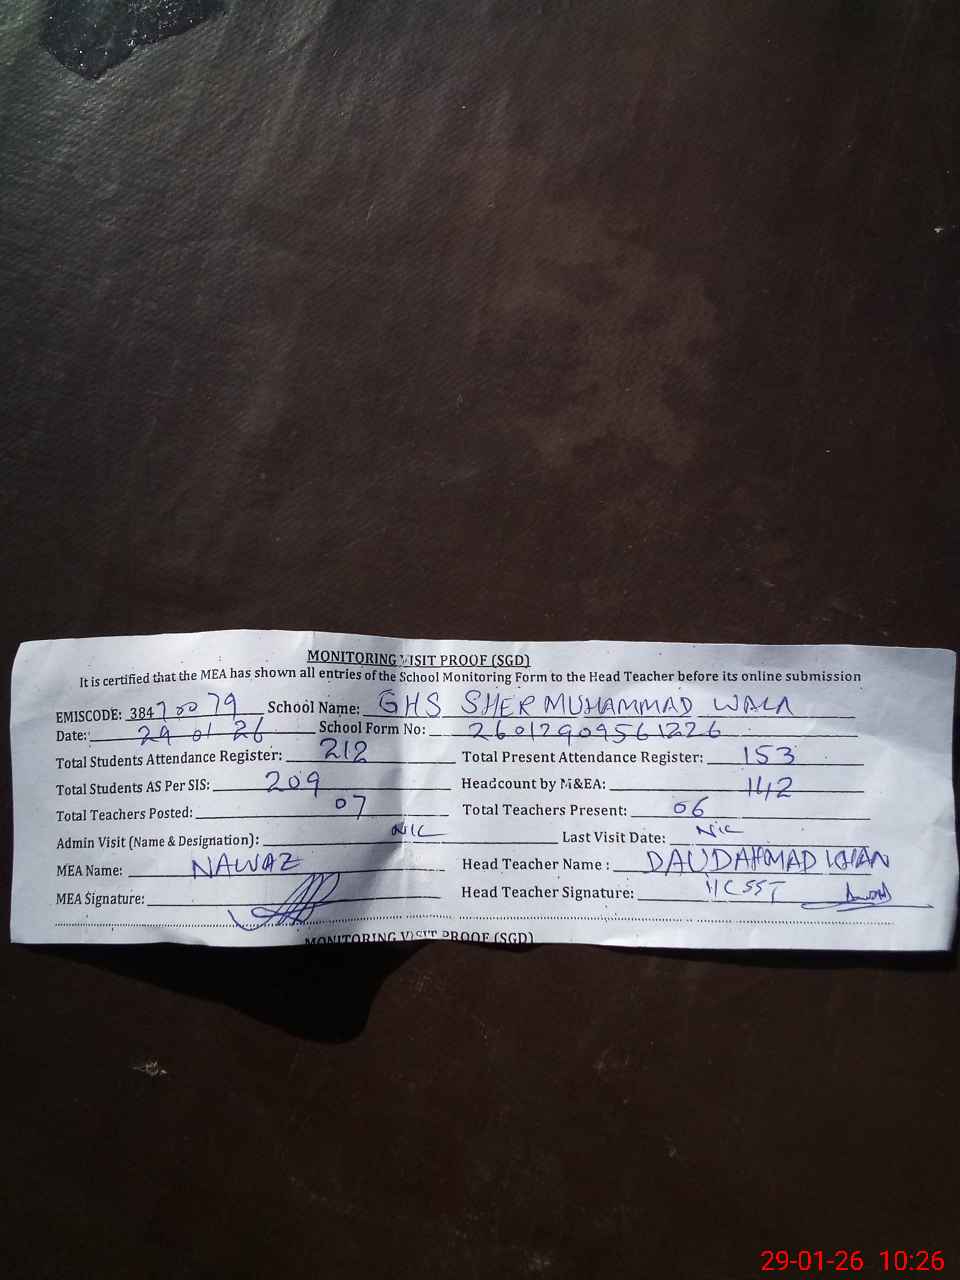 MONITORING VISIT PROOF (SGD)
It is certified that the MEA has shown all entries of the School Monitoring Form to the Head Teacher before its online submission
EMISCODE: 38470079 School Name: GHS SHER MUHAMMAD WALA
Date: 29 01 26 School Form No: 26012909561226
Total Students Attendance Register: 212 Total Present Attendance Register: 153
Total Students AS Per SIS: 209 Headcount by M&EA: 142
Total Teachers Posted: 07 Total Teachers Present: 06
Admin Visit (Name & Designation): NIL Last Visit Date: NIL
MEA Name: NAWAZ Head Teacher Name : DAUD AHMAD KHAN
MEA Signature: Head Teacher Signature: SST
MONITORING VISIT PROOF (SGD)
29-01-26 10:26